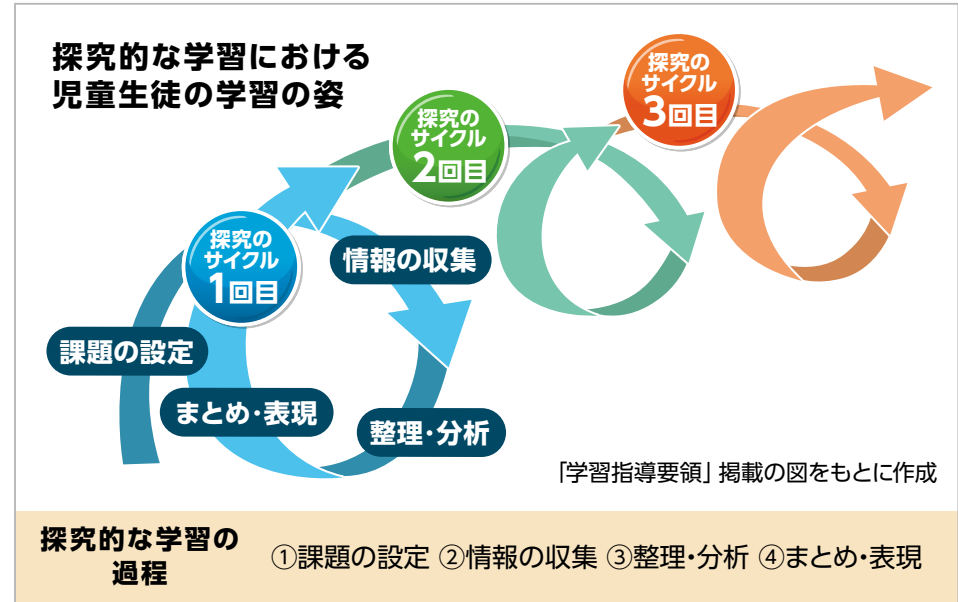 探究的な学習における
児童生徒の学習の姿
探究の
サイクル
1回目
探究の
サイクル
2回目
探究の
サイクル
3回目
課題の設定
情報の収集
整理・分析
まとめ・表現
「学習指導要領」掲載の図をもとに作成
探究的な学習の
過程
①課題の設定 ②情報の収集 ③整理・分析 ④まとめ・表現